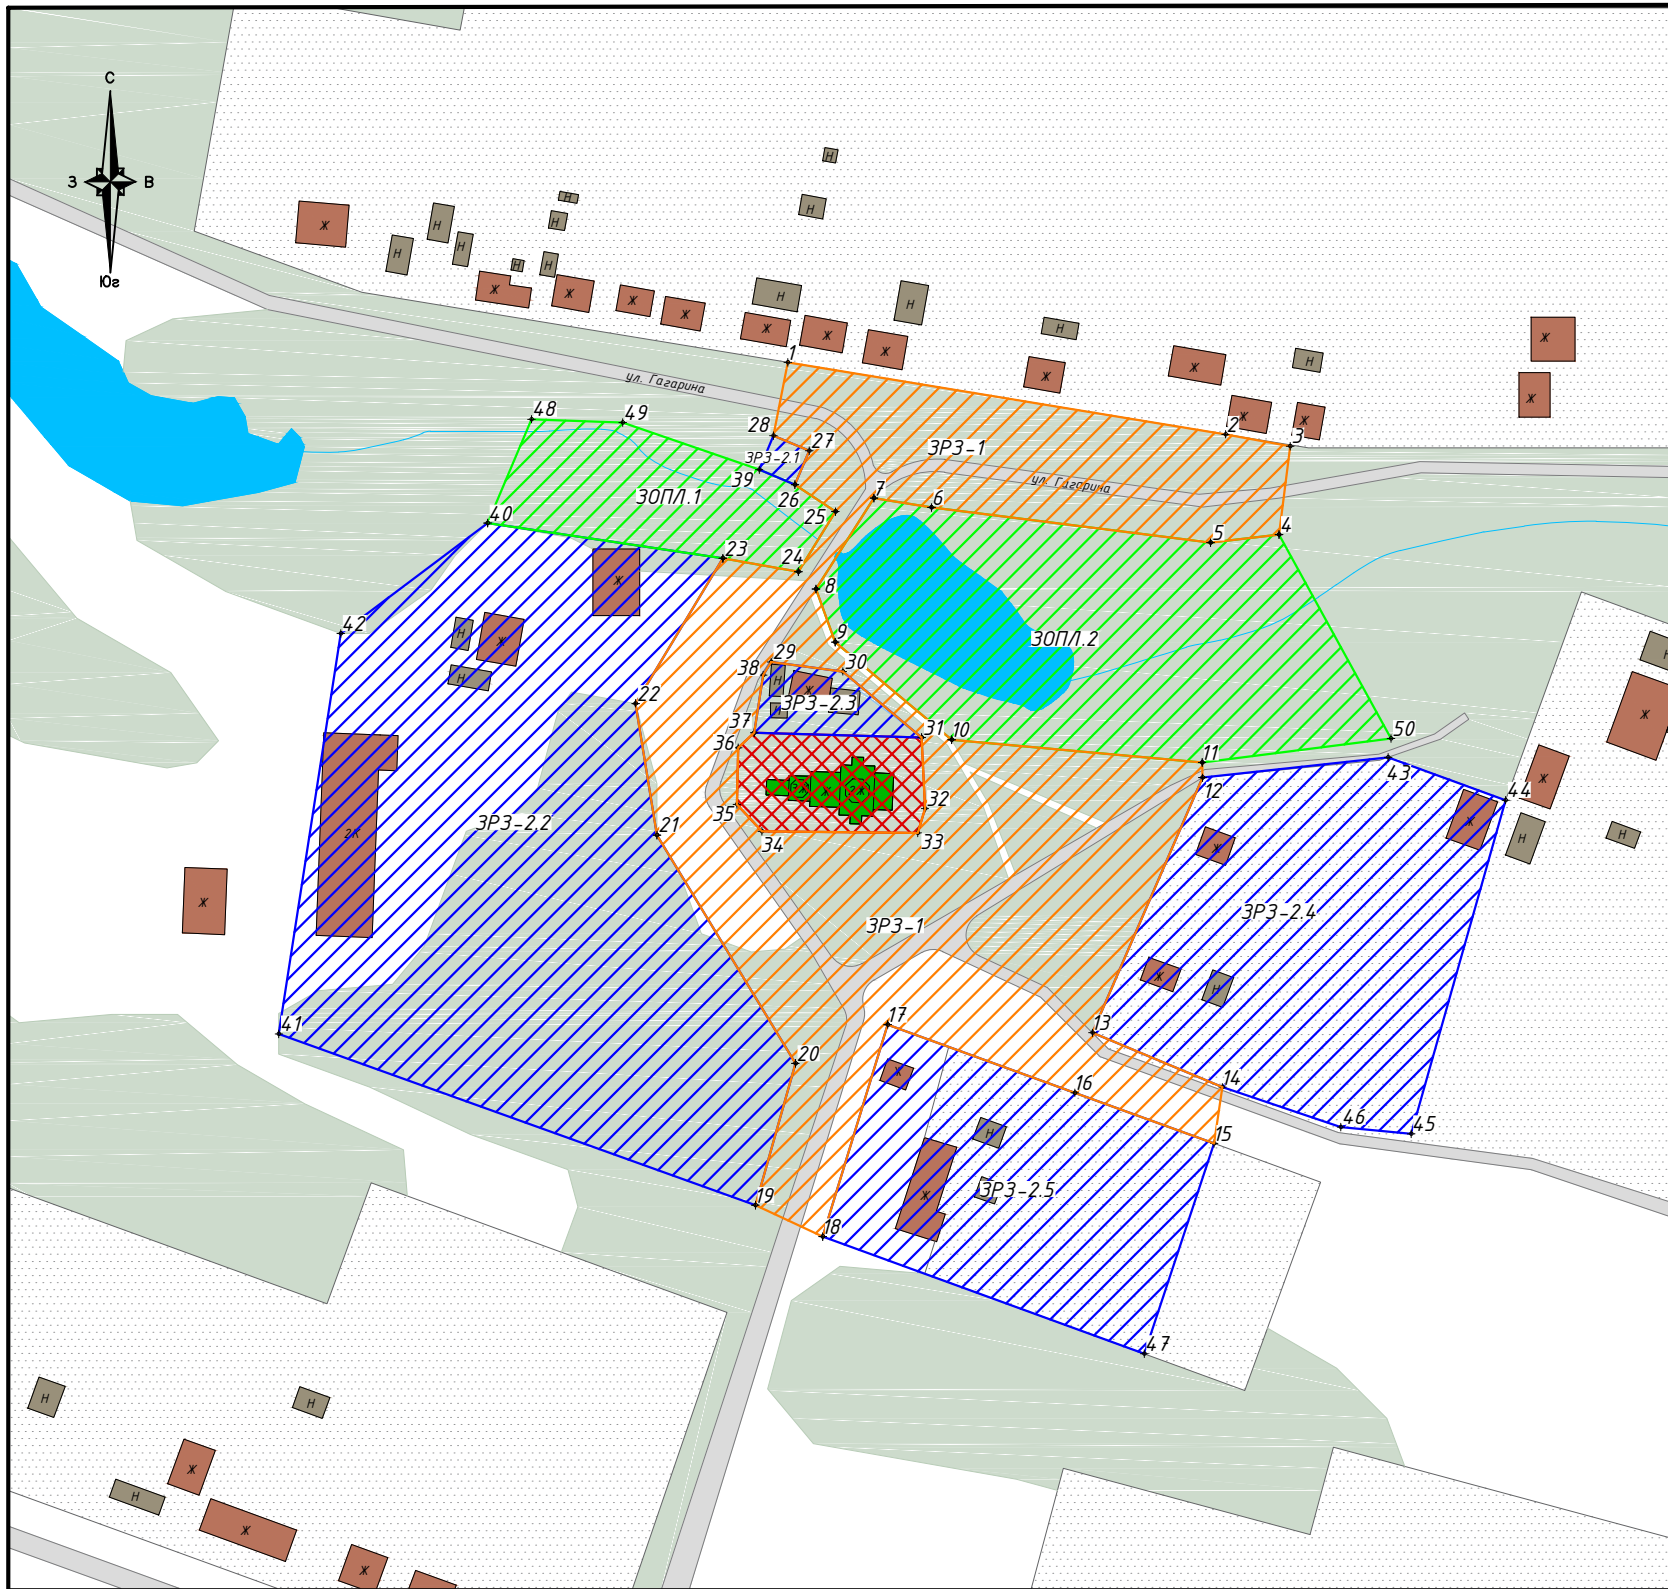 С
З В
Юг
Н
Н
Н
Н
Н
Н
Н
Н
Н
Н
Ж
Ж
Ж
Ж
Ж
Н
Н
Ж
Ж
Ж
Н
Ж
Ж
Н
Ж
Ж
Ж
Ж
1
2
3
ул. Гагарина
48
49
28
27
ЗРЗ-1
ЗРЗ-2.1
39
26
ул. Гагарина
ЗОПЛ.1
7
6
25
40
5
4
23
24
8
Ж
42
Н
Ж
Н
9
ЗОПЛ.2
29
30
38
Н
Ж
ЗРЗ-2.3
22
37
36
31
10
50
11
12
43
44
Ж
Н
Ж
Ж
Ж
Н
Н
Ж
2Ж
35
32
34
33
21
ЗРЗ-2.2
2К
Ж
ЗРЗ-2.4
ЗРЗ-1
Ж
Н
41
17
13
20
Ж
16
14
Н
46
45
15
ЗРЗ-2.5
Ж
19
18
47
Н
Н
Ж
Н
Ж
Ж